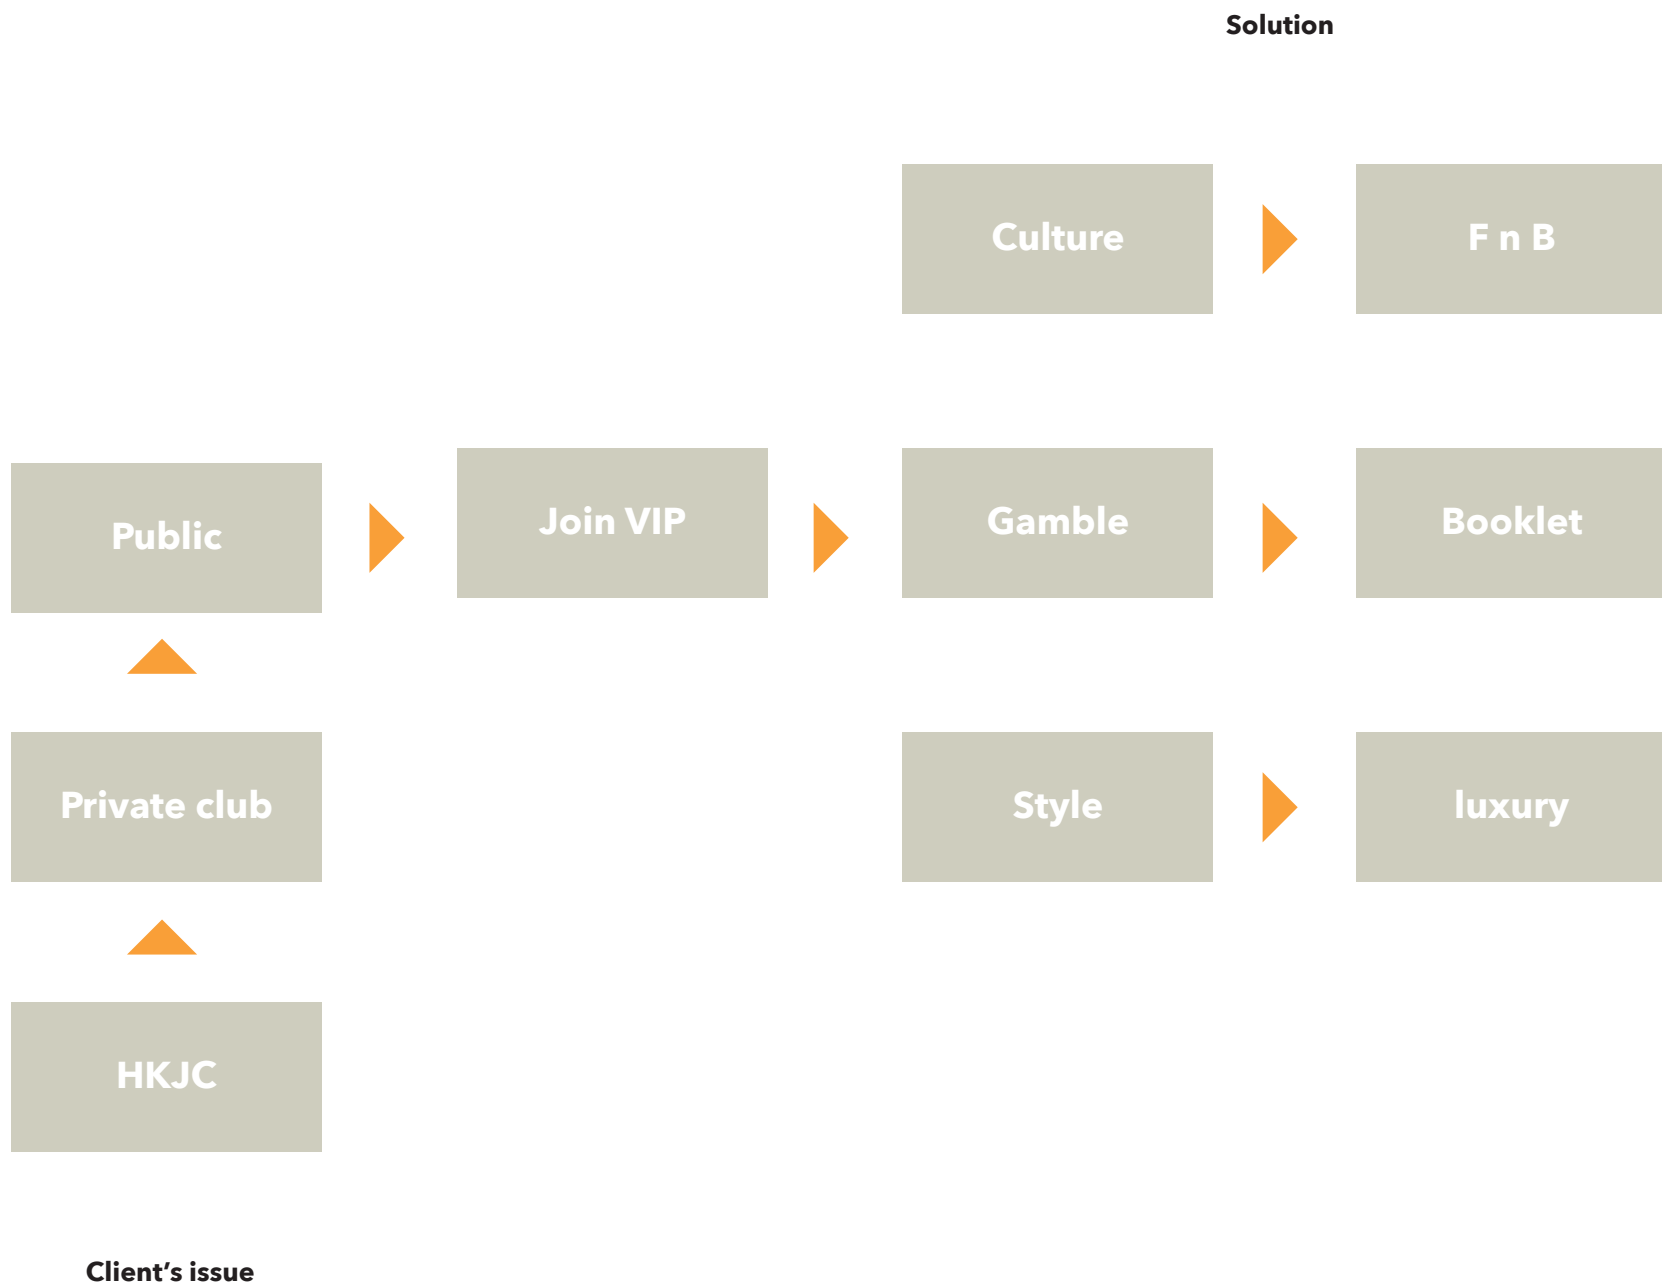 Solution
Culture
F n B
Public
Join VIP
Gamble
Booklet
Private club
Style
luxury
HKJC
Client’s issue